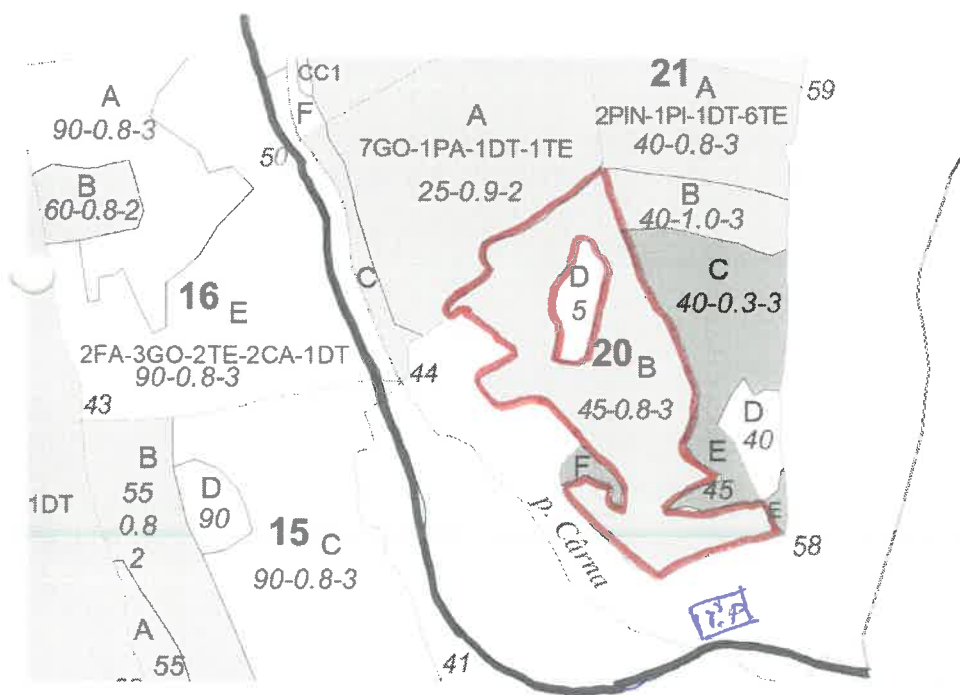 CC1
F
A
90-0.8-3
B
60-0.8-2
50
A
7GO-1PA-1DT-1TE
25-0.9-2
21 A
2PIN-1PI-1DT-6TE
40-0.8-3
59
B
40-1.0-3
C
40-0.3-3
D
5
C
16 E
2FA-3GO-2TE-2CA-1DT
90-0.8-3
43
44
20 B
45-0.8-3
D
40
E
45
E
F
B
55
0.8
2
1DT
D
90
15 C
90-0.8-3
p. Cârna
58
A
55
41